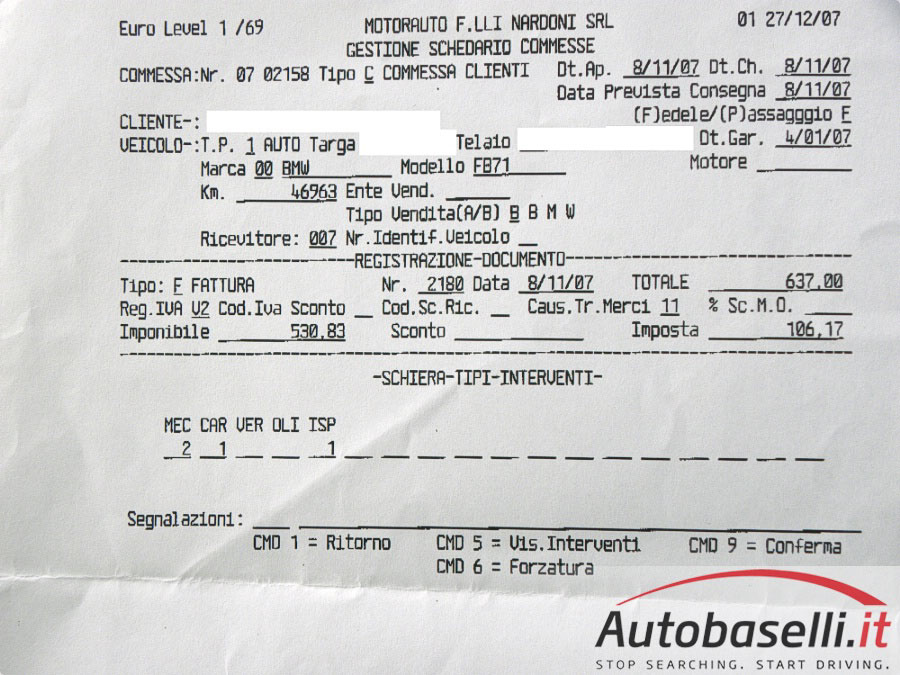 Euro Level 1 /69 MOTORAUTO F.LLI NARDONI SRL 01 27/12/07
GESTIONE SCHEDARIO COMMESSE
COMMESSA:Nr. 07 02158 Tipo C COMMESSA CLIENTI Dt.Ap. 8/11/07 Dt.Ch. 8/11/07
Data Prevista Consegna 8/11/07
CLIENTE-: (F)edele/(P)assagggio F
VEICOLO-:T.P. 1 AUTO Targa Telaio Dt.Gar. 4/01/07
Marca 00 BMW Modello FB71 Motore
Km. 46963 Ente Vend.
Tipo Vendita(A/B) B B M W
Ricevitore: 007 Nr.Identif.Veicolo
REGISTRAZIONE-DOCUMENTO
Tipo: F FATTURA Nr. 2180 Data 8/11/07 TOTALE 637,00
Reg.IVA V2 Cod.Iva Sconto Cod.Sc.Ric. Caus.Tr.Merci 11 % Sc.M.O.
Imponibile 530,83 Sconto Imposta 106,17
-SCHIERA-TIPI-INTERVENTI-
MEC CAR VER OLI ISP
2 1 1
Segnalazioni:
CMD 1 = Ritorno CMD 5 = Vis.Interventi CMD 9 = Conferma
CMD 6 = Forzatura
Autobaselli.it
STOP SEARCHING. START DRIVING.